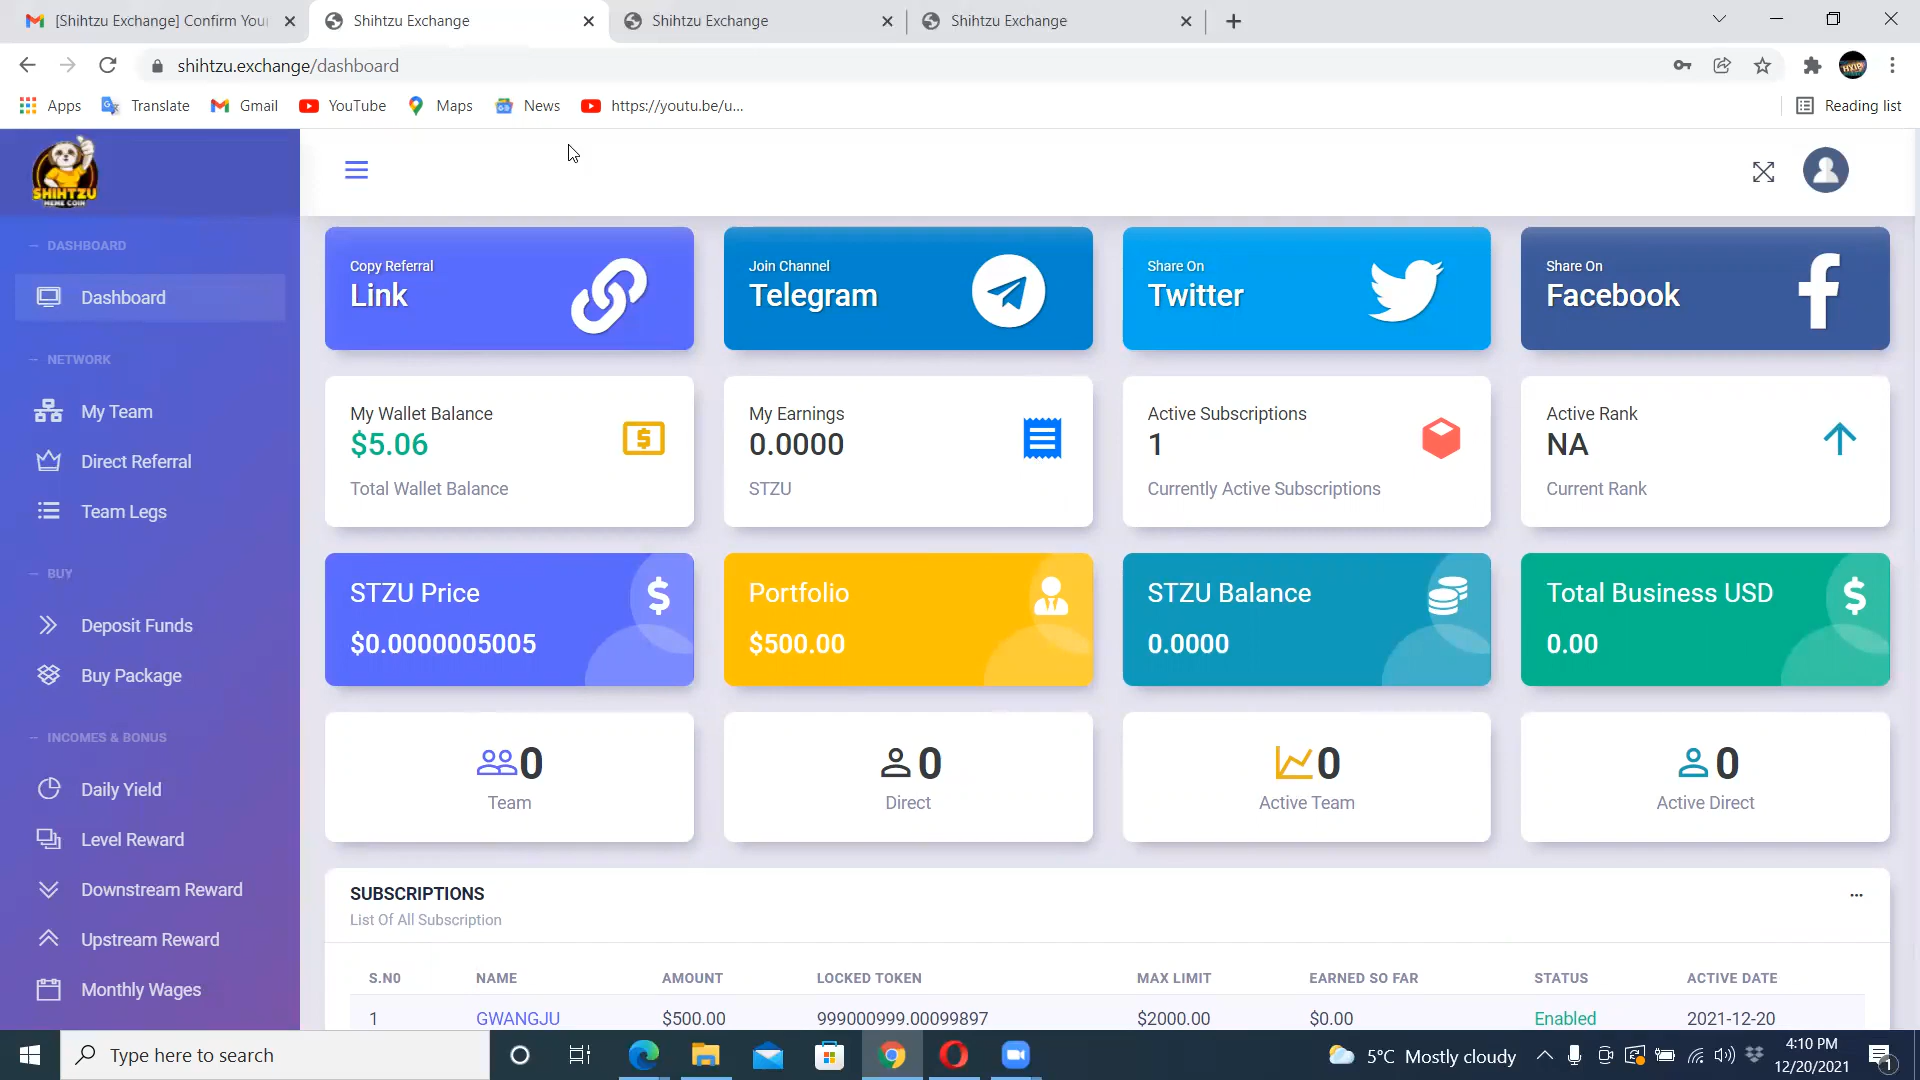 [Shihtzu Exchange] Confirm You
Shihtzu Exchange
Shihtzu Exchange
Shihtzu Exchange
shihtzu.exchange/dashboard
Apps
Translate
Gmail
YouTube
Maps
News
https://youtu.be/u...
Reading list
SHIHTZU
MEME COIN
DASHBOARD
Dashboard
NETWORK
My Team
Direct Referral
Team Legs
BUY
Deposit Funds
Buy Package
INCOMES & BONUS
Daily Yield
Level Reward
Downstream Reward
Upstream Reward
Monthly Wages
Copy Referral
Link
Join Channel
Telegram
Share On
Twitter
Share On
Facebook
My Wallet Balance
$5.06
Total Wallet Balance
My Earnings
0.0000
STZU
Active Subscriptions
1
Currently Active Subscriptions
Active Rank
NA
Current Rank
STZU Price
$0.0000005005
Portfolio
$500.00
STZU Balance
0.0000
Total Business USD
0.00
0
Team
0
Direct
0
Active Team
0
Active Direct
SUBSCRIPTIONS
List Of All Subscription
S.N0 NAME AMOUNT LOCKED TOKEN MAX LIMIT EARNED SO FAR STATUS ACTIVE DATE
1 GWANGJU $500.00 999000999.00099897 $2000.00 $0.00 Enabled 2021-12-20
Type here to search
5°C Mostly cloudy
4:10 PM
12/20/2021
1